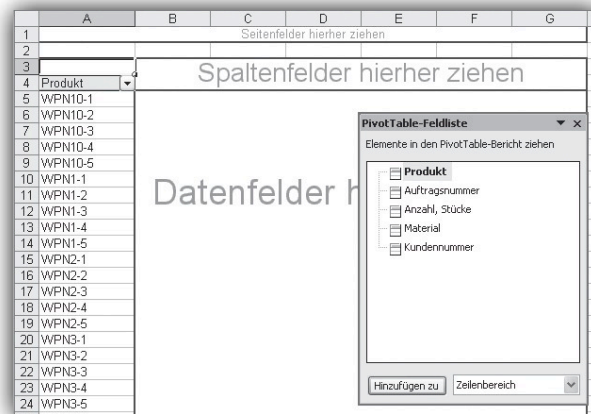 A B C D E F G
1 Seitenfelder hierher ziehen
2
3 Spaltenfelder hierher ziehen
4 Produkt
5 WPN10-1
6 WPN10-2
7 WPN10-3
8 WPN10-4
9 WPN10-5
10 WPN1-1
11 WPN1-2
12 WPN1-3
13 WPN1-4
14 WPN1-5
15 WPN2-1
16 WPN2-2
17 WPN2-3
18 WPN2-4
19 WPN2-5
20 WPN3-1
21 WPN3-2
22 WPN3-3
23 WPN3-4
24 WPN3-5
Datenfelder h
PivotTable-Feldliste
Elemente in den PivotTable-Bericht ziehen
Produkt
Auftragsnummer
Anzahl, Stücke
Material
Kundennummer
Hinzufügen zu Zeilenbereich